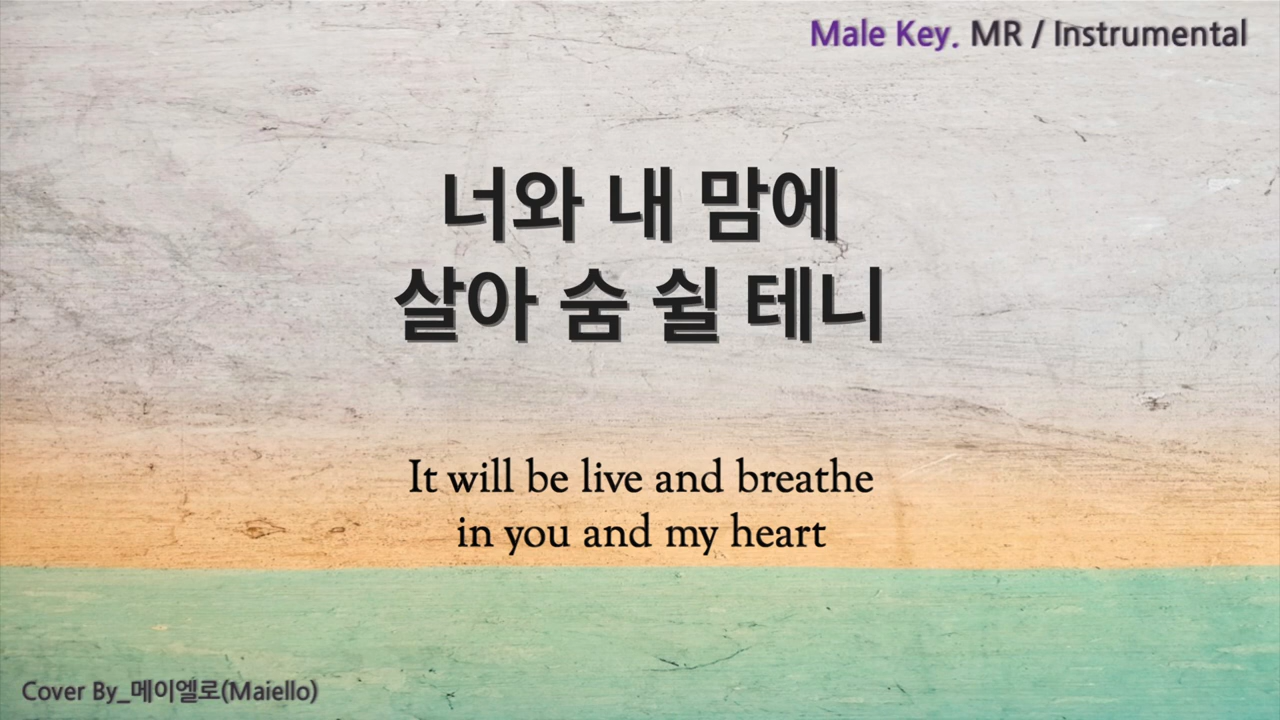 Male Key. MR / Instrumental
너와 내 맘에
살아 숨 쉴 테니
It will be live and breathe
in you and my heart
Cover By_메이엘로(Maiello)